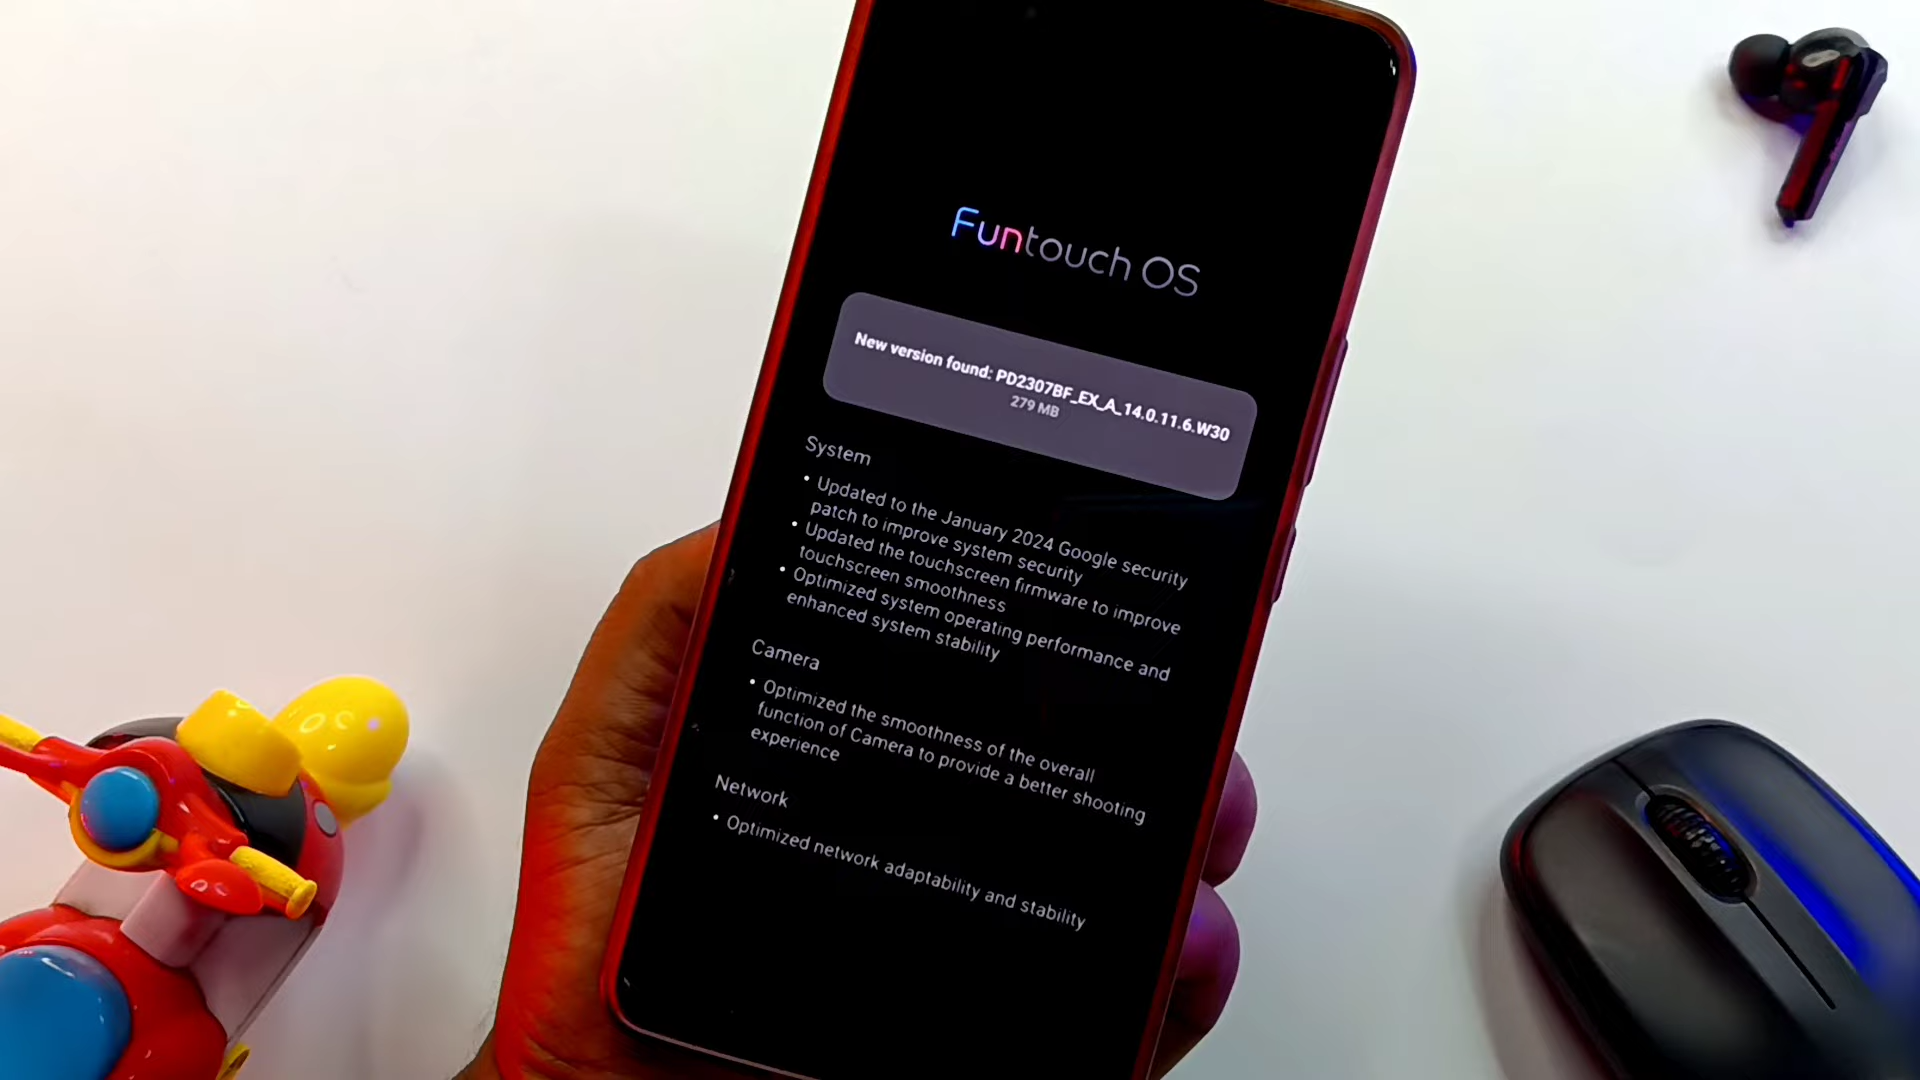 Funtouch OS
New version found: PD2307BF_EX_A_14.0.11.6.W30
279 MB
System
• Updated to the January 2024 Google security
patch to improve system security
• Updated the touchscreen firmware to improve
touchscreen smoothness
• Optimized system operating performance and
enhanced system stability
Camera
• Optimized the smoothness of the overall
function of Camera to provide a better shooting
experience
Network
• Optimized network adaptability and stability